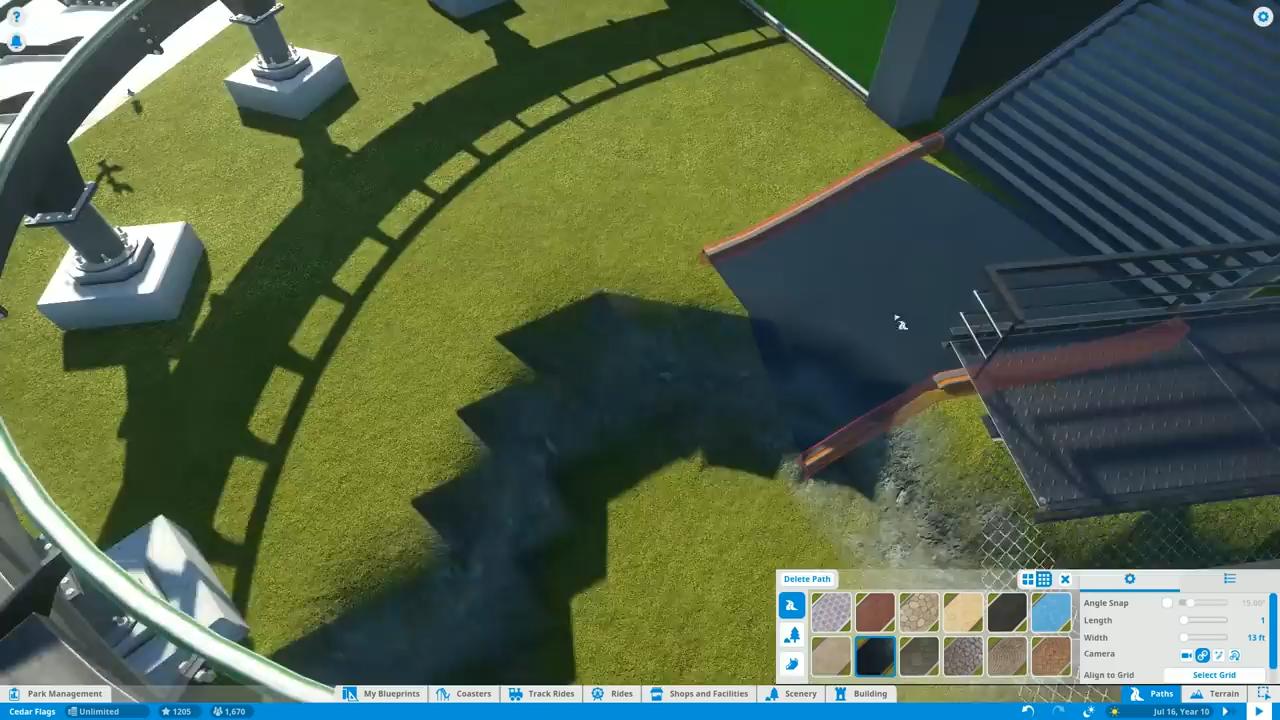 ?
Delete Path
Angle Snap 15.00°
Length 1
Width 13 ft
Camera
Align to Grid Select Grid
Park Management My Blueprints Coasters Track Rides Rides Shops and Facilities Scenery Building Paths Terrain
Cedar Flags Unlimited 1205 1,670 Jul 16, Year 10